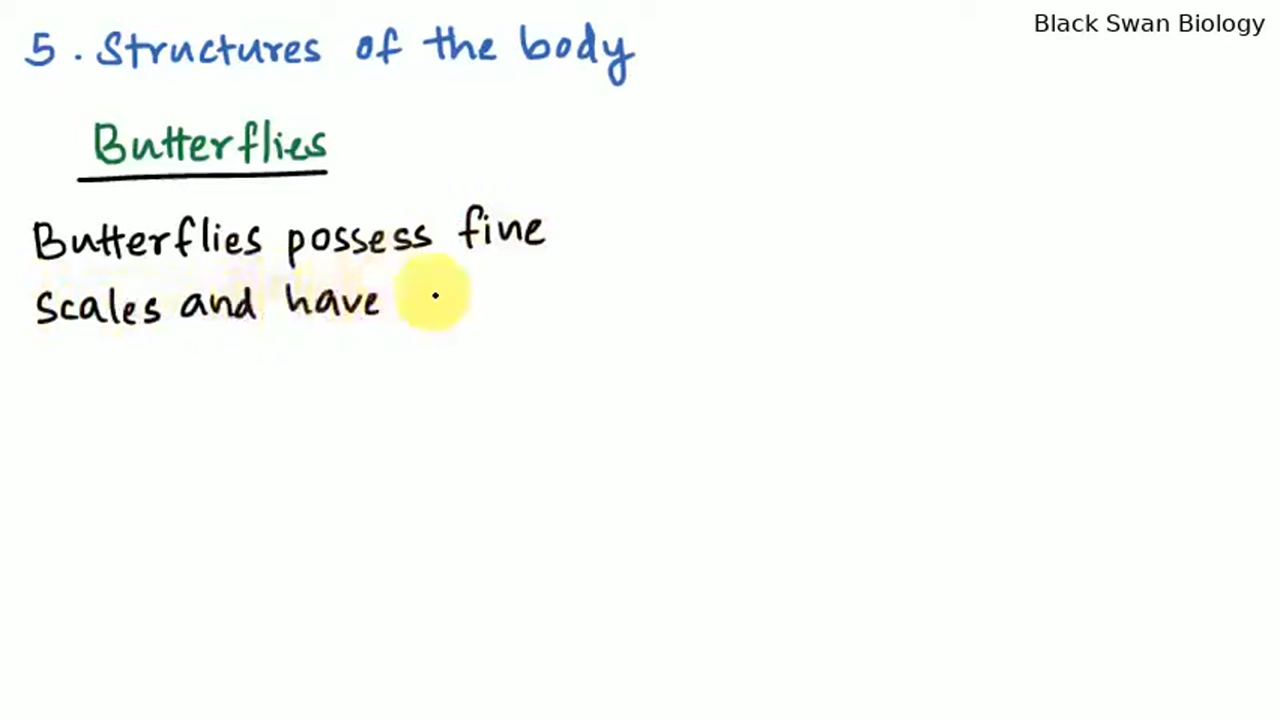 Black Swan Biology
5. Structures of the body
Butterflies
Butterflies possess fine
scales and have